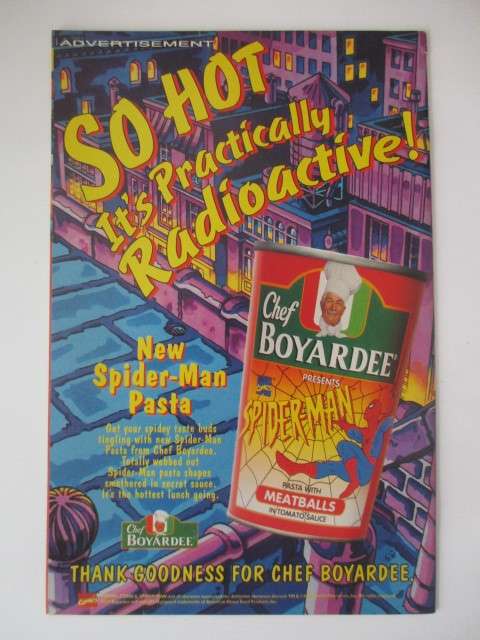 ADVERTISEMENT
SO HOT
It's Practically
Radioactive!
Chef
BOYARDEE
PRESENTS
SPIDER-MAN
PASTA WITH
MEATBALLS
IN TOMATO SAUCE
New
Spider-Man
Pasta
Get your spidey taste buds
tingling with new Spider-Man
Pasta from Chef Boyardee.
Totally webbed out
Spider-Man pasta shapes
smothered in secret sauce.
It's the hottest lunch going.
Chef
BOYARDEE
THANK GOODNESS FOR CHEF BOYARDEE.